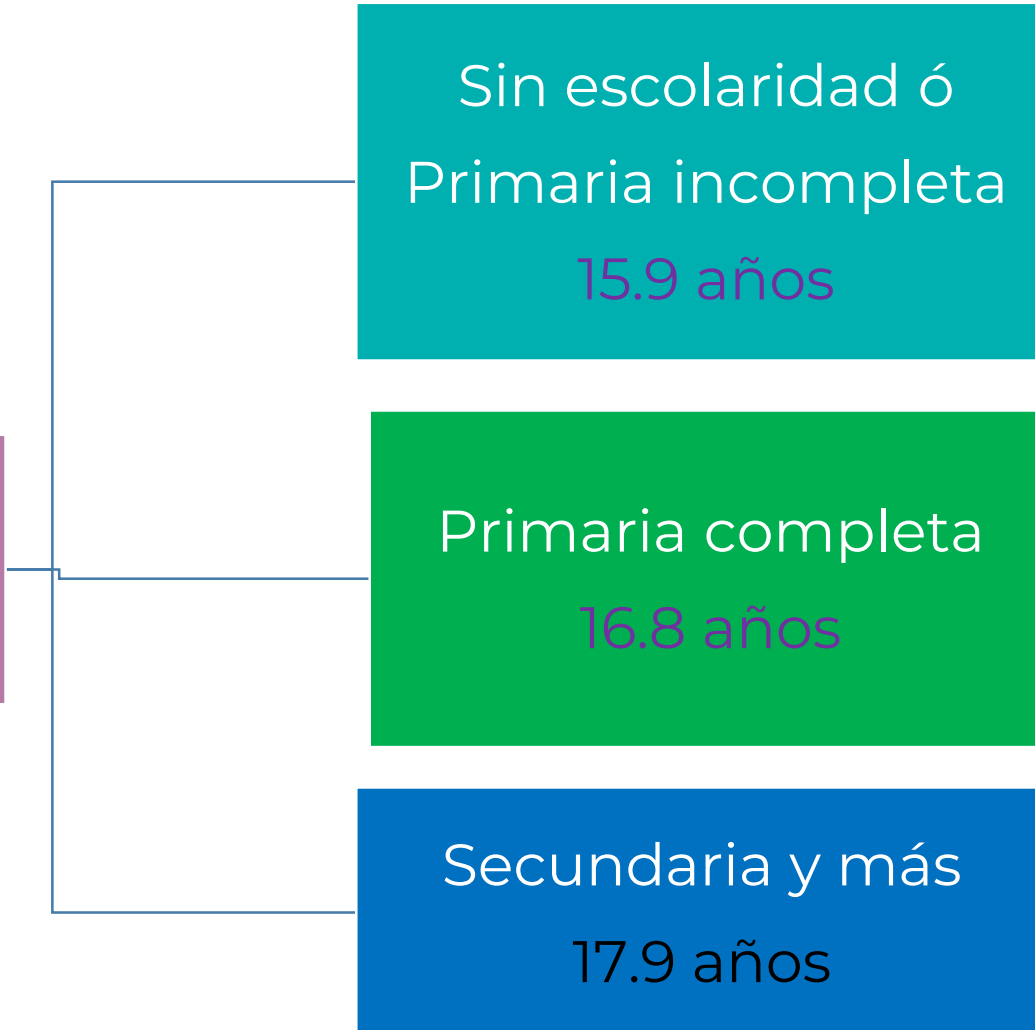 Sin escolaridad ó
Primaria incompleta
15.9 años
Primaria completa
16.8 años
Secundaria y más
17.9 años